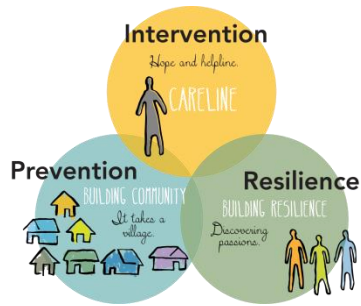 Intervention
Hope and helpline.
CARELINE
Prevention
BUILDING COMMUNITY
It takes a
village.
Resilience
BUILDING RESILIENCE
Discovering
passions.